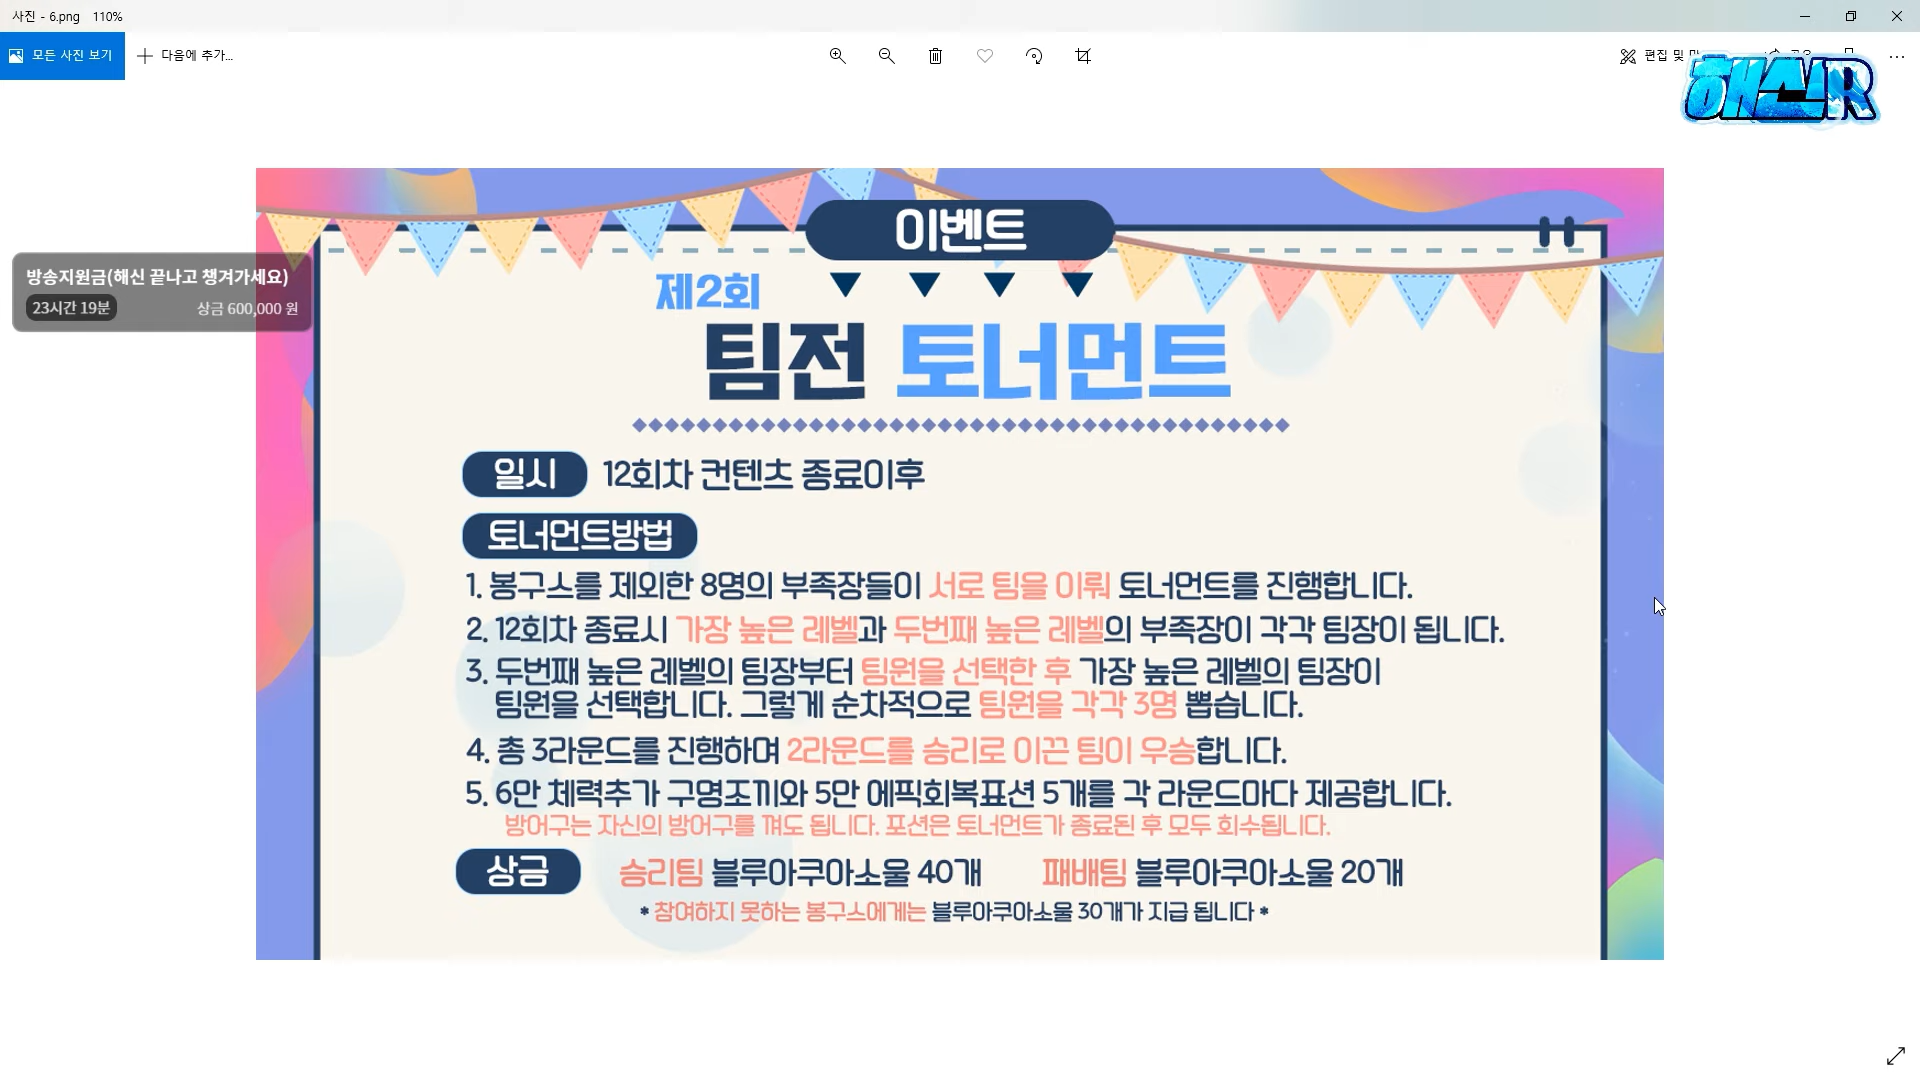 사진 - 6.png 110%
모든 사진 보기
다음에 추가...
편집 및
해신R
이벤트
제2회
방송지원금(해신 끝나고 챙겨가세요)
23시간 19분 상금 600,000 원
팀전 토너먼트
일시 12회차 컨텐츠 종료이후
토너먼트방법
1. 봉구스를 제외한 8명의 부족장들이 서로 팀을 이뤄 토너먼트를 진행합니다.
2. 12회차 종료시 가장 높은 레벨과 두번째 높은 레벨의 부족장이 각각 팀장이 됩니다.
3. 두번째 높은 레벨의 팀장부터 팀원을 선택한 후 가장 높은 레벨의 팀장이
팀원을 선택합니다. 그렇게 순차적으로 팀원을 각각 3명 뽑습니다.
4. 총 3라운드를 진행하며 2라운드를 승리로 이끈 팀이 우승합니다.
5. 6만 체력추가 구명조끼와 5만 에픽회복포션 5개를 각 라운드마다 제공합니다.
방어구는 자신의 방어구를 껴도 됩니다. 포션은 토너먼트가 종료된 후 모두 회수됩니다.
상금 승리팀 블루아쿠아소울 40개 패배팀 블루아쿠아소울 20개
* 참여하지 못하는 봉구스에게는 블루아쿠아소울 30개가 지급 됩니다 *